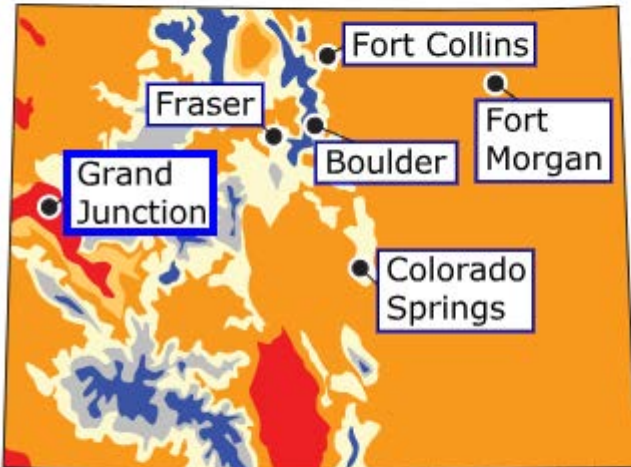 Fort Collins
Fraser
Fort
Morgan
Boulder
Grand
Junction
Colorado
Springs